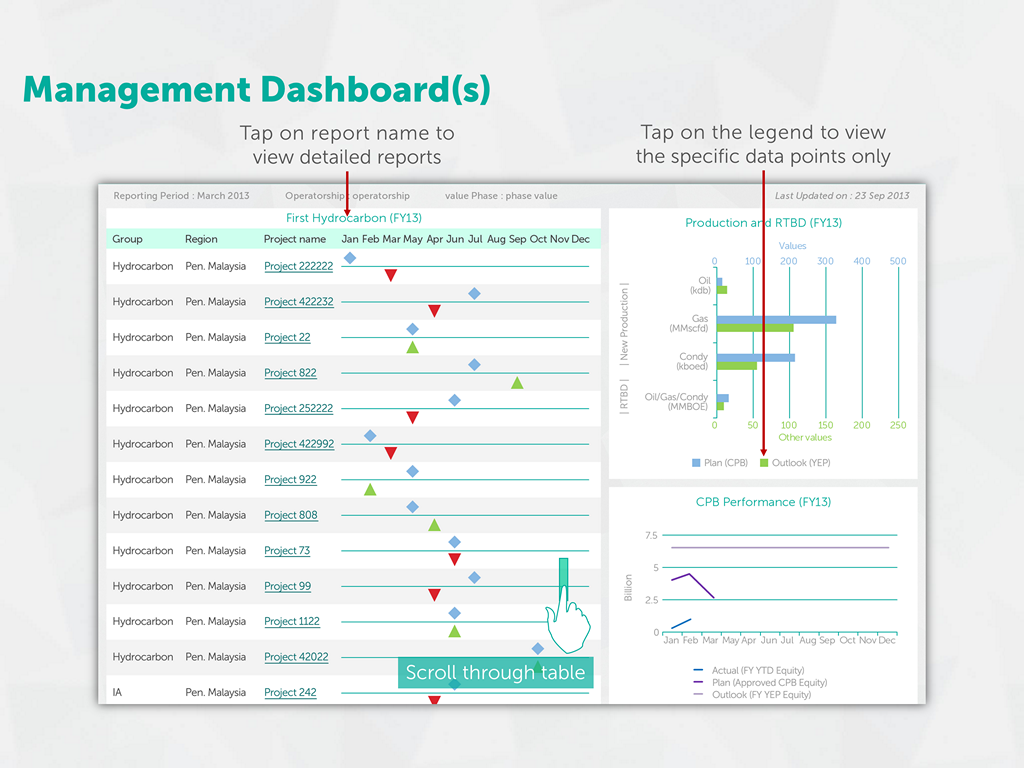 Management Dashboard(s)
Tap on report name to
view detailed reports
Tap on the legend to view
the specific data points only
Reporting Period : March 2013 Operatorship : operatorship value Phase : phase value Last Updated on : 23 Sep 2013
First Hydrocarbon (FY13)
Group Region Project name Jan Feb Mar May Apr Jun Jul Aug Sep Oct Nov Dec
Hydrocarbon Pen. Malaysia Project 222222
Hydrocarbon Pen. Malaysia Project 422232
Hydrocarbon Pen. Malaysia Project 22
Hydrocarbon Pen. Malaysia Project 822
Hydrocarbon Pen. Malaysia Project 252222
Hydrocarbon Pen. Malaysia Project 422992
Hydrocarbon Pen. Malaysia Project 922
Hydrocarbon Pen. Malaysia Project 808
Hydrocarbon Pen. Malaysia Project 73
Hydrocarbon Pen. Malaysia Project 99
Hydrocarbon Pen. Malaysia Project 1122
Hydrocarbon Pen. Malaysia Project 42022
IA Pen. Malaysia Project 242
Scroll through table
Production and RTBD (FY13)
Values
0 100 200 300 400 500
| RTBD | | New Production |
Oil
(kdb)
Gas
(MMscfd)
Condy
(kboed)
Oil/Gas/Condy
(MMBOE)
0 50 100 150 200 250
Other values
Plan (CPB) Outlook (YEP)
CPB Performance (FY13)
Billion
7.5
5
2.5
0
Jan Feb Mar May Apr Jun Jul Aug Sep Oct Nov Dec
Actual (FY YTD Equity)
Plan (Approved CPB Equity)
Outlook (FY YEP Equity)